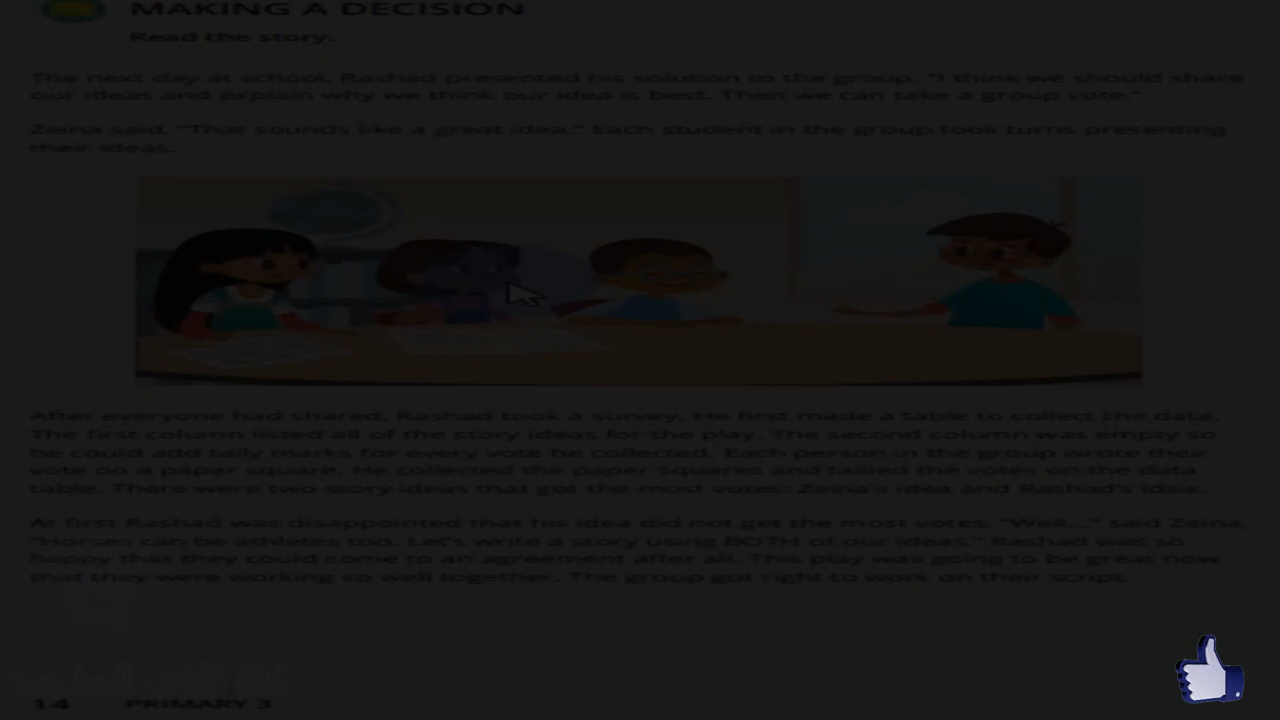 MAKING A DECISION
Read the story.
The next day at school, Rashad presented his solution to the group. "I think we should share
our ideas and explain why we think our idea is best. Then we can take a group vote."
Zeina said, "That sounds like a great idea." Each student in the group took turns presenting
their ideas.
After everyone had shared, Rashad took a survey. He first made a table to collect the data.
The first column listed all of the story ideas for the play. The second column was empty so
he could add tally marks for every vote he collected. Each person in the group wrote their
vote on a paper square. He collected the paper squares and tallied the votes on the data
table. There were two story ideas that got the most votes: Zeina's idea and Rashad's idea.
At first Rashad was disappointed that his idea did not get the most votes. "Well..." said Zeina,
"Horses can be athletes too. Let's write a story using BOTH of our ideas." Rashad was so
happy that they could come to an agreement after all. This play was going to be great now
that they were working so well together. The group got right to work on their script.
14 PRIMARY 3